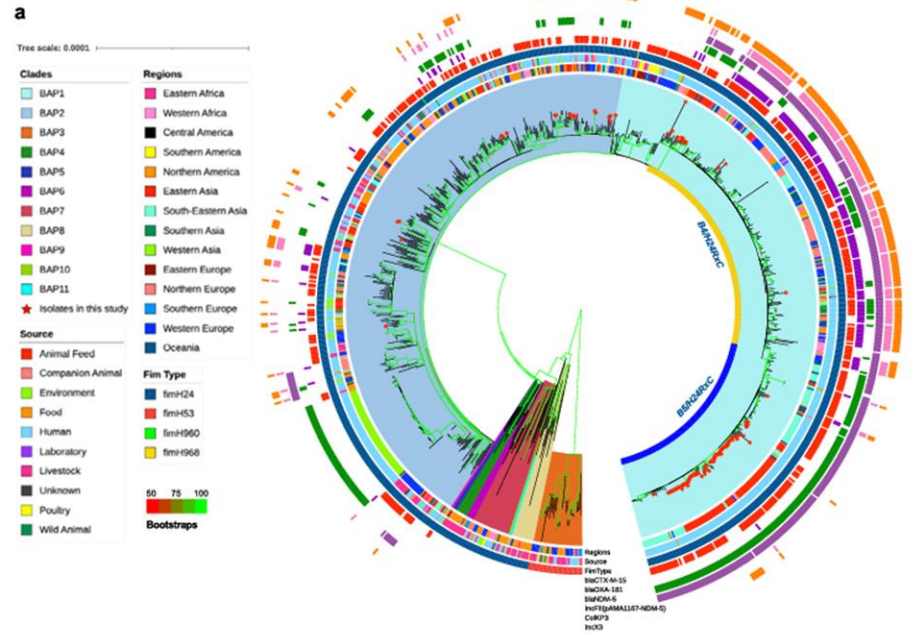 a
Tree scale: 0.0001
Clades
BAP1
BAP2
BAP3
BAP4
BAP5
BAP6
BAP7
BAP8
BAP9
BAP10
BAP11
Isolates in this study
Source
Animal Feed
Companion Animal
Environment
Food
Human
Laboratory
Livestock
Unknown
Poultry
Wild Animal
Regions
Eastern Africa
Western Africa
Central America
Southern America
Northern America
Eastern Asia
South-Eastern Asia
Southern Asia
Western Asia
Eastern Europe
Northern Europe
Southern Europe
Western Europe
Oceania
Fim Type
fimH24
fimH53
fimH960
fimH968
50 75 100
Bootstraps
B4/H24RxC
B5/H24RxC
Regions
Source
FimType
blaCTX-M-15
blaOXA-181
blaNDM-5
IncFII(pAMA1167-NDM-5)
ColKP3
IncX3